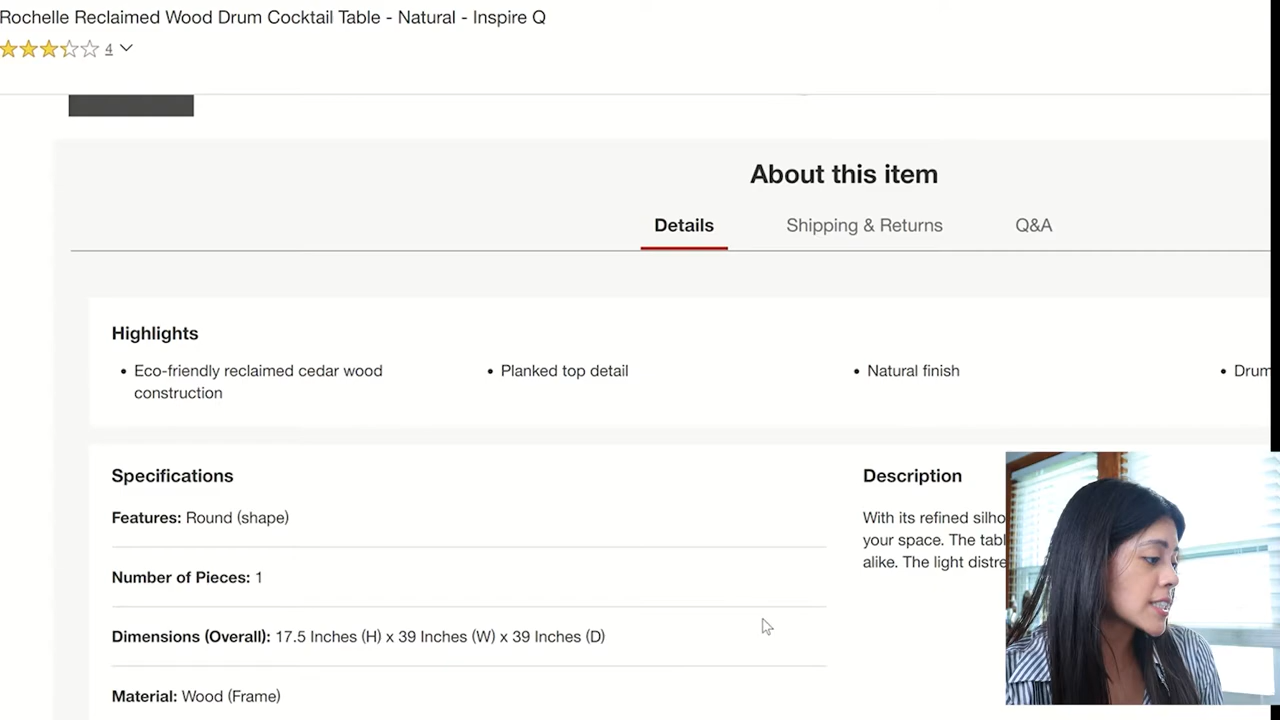 Rochelle Reclaimed Wood Drum Cocktail Table - Natural - Inspire Q
4
About this item
Details
Shipping & Returns
Q&A
Highlights
• Eco-friendly reclaimed cedar wood
construction
• Planked top detail
• Natural finish
• Drum
Specifications
Features: Round (shape)
Number of Pieces: 1
Dimensions (Overall): 17.5 Inches (H) x 39 Inches (W) x 39 Inches (D)
Material: Wood (Frame)
Description
With its refined
your space. The
alike. The light